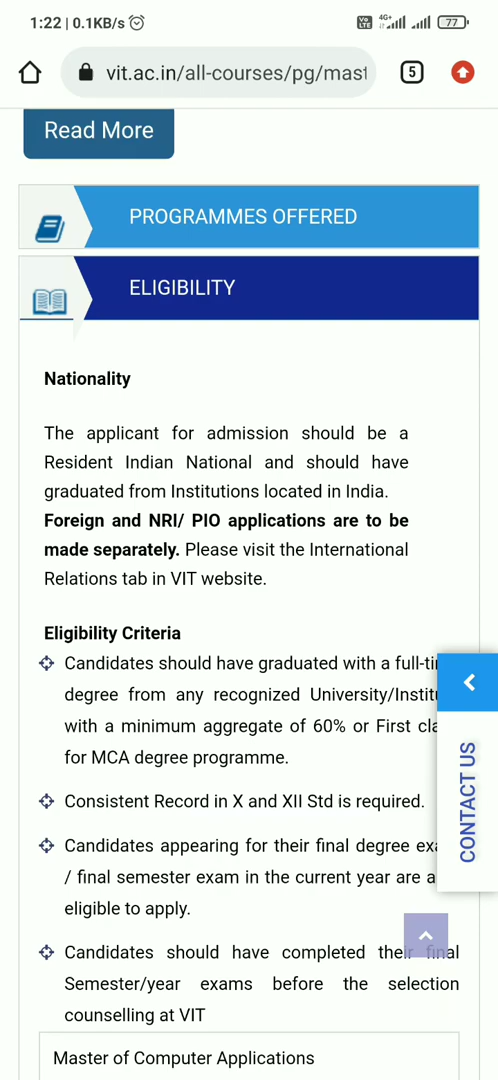 1:22 | 0.1KB/s
Vo LTE 4G+ 77
vit.ac.in/all-courses/pg/mast
5
Read More
PROGRAMMES OFFERED
ELIGIBILITY
Nationality
The applicant for admission should be a
Resident Indian National and should have
graduated from Institutions located in India.
Foreign and NRI/ PIO applications are to be
made separately. Please visit the International
Relations tab in VIT website.
Eligibility Criteria
Candidates should have graduated with a full-ti
degree from any recognized University/Institu
with a minimum aggregate of 60% or First cla
for MCA degree programme.
Consistent Record in X and XII Std is required.
Candidates appearing for their final degree exa
/ final semester exam in the current year are a
eligible to apply.
Candidates should have completed their final
Semester/year exams before the selection
counselling at VIT
Master of Computer Applications
CONTACT US